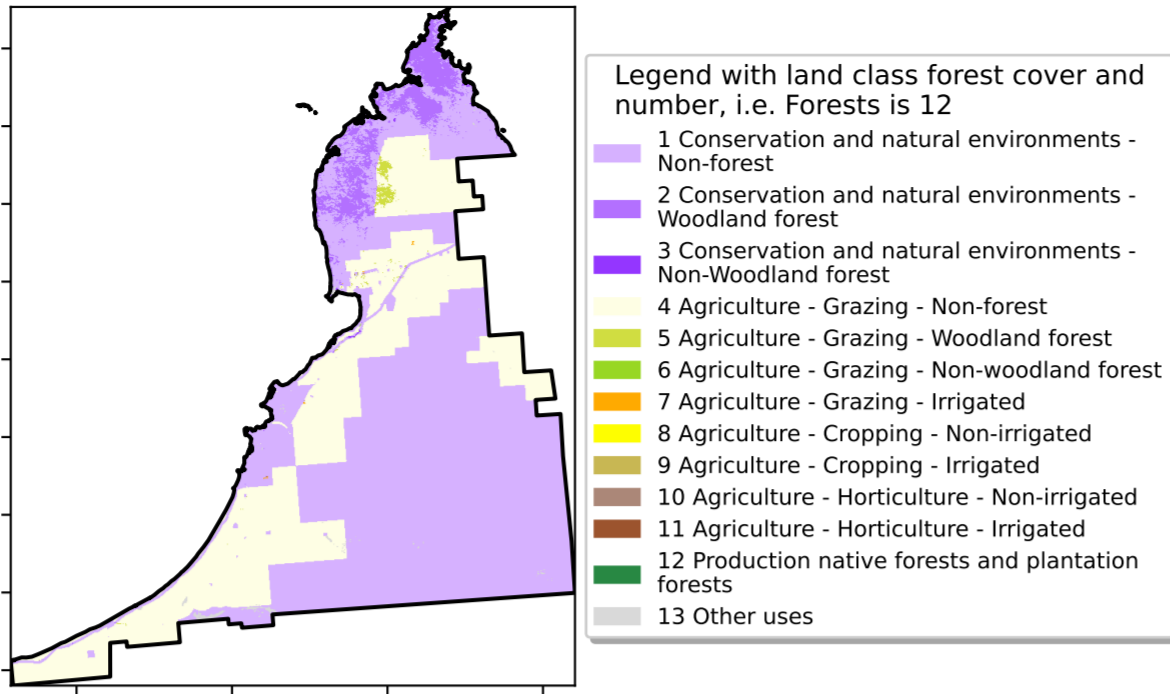 Legend with land class forest cover and
number, i.e. Forests is 12
1 Conservation and natural environments -
Non-forest
2 Conservation and natural environments -
Woodland forest
3 Conservation and natural environments -
Non-Woodland forest
4 Agriculture - Grazing - Non-forest
5 Agriculture - Grazing - Woodland forest
6 Agriculture - Grazing - Non-woodland forest
7 Agriculture - Grazing - Irrigated
8 Agriculture - Cropping - Non-irrigated
9 Agriculture - Cropping - Irrigated
10 Agriculture - Horticulture - Non-irrigated
11 Agriculture - Horticulture - Irrigated
12 Production native forests and plantation
forests
13 Other uses